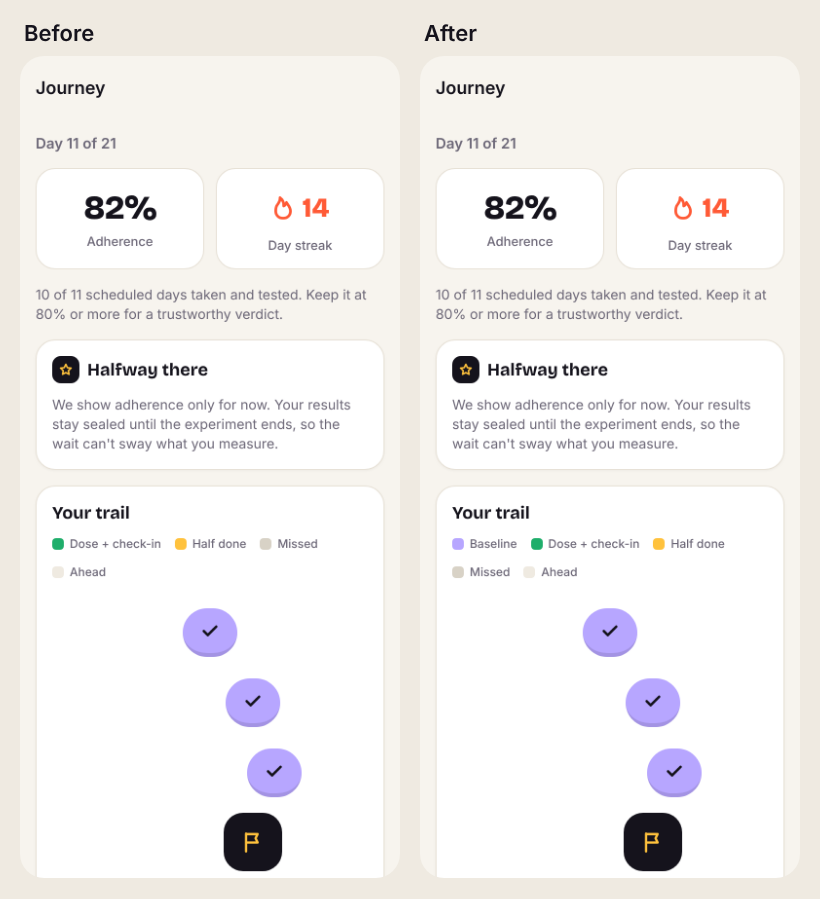 Before
Journey
Day 11 of 21
82%
Adherence
14
Day streak
10 of 11 scheduled days taken and tested. Keep it at
80% or more for a trustworthy verdict.
Halfway there
We show adherence only for now. Your results
stay sealed until the experiment ends, so the
wait can't sway what you measure.
Your trail
Dose + check-in Half done Missed
Ahead
After
Journey
Day 11 of 21
82%
Adherence
14
Day streak
10 of 11 scheduled days taken and tested. Keep it at
80% or more for a trustworthy verdict.
Halfway there
We show adherence only for now. Your results
stay sealed until the experiment ends, so the
wait can't sway what you measure.
Your trail
Baseline Dose + check-in Half done
Missed Ahead